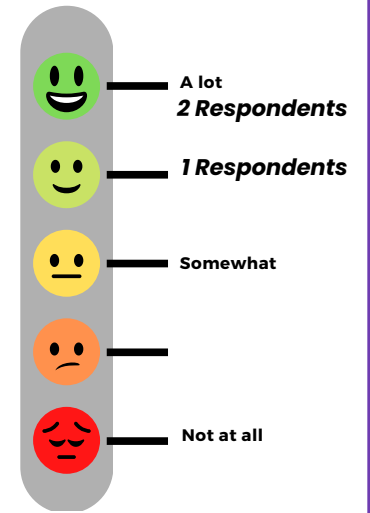 A lot
2 Respondents
1 Respondents
Somewhat
Not at all